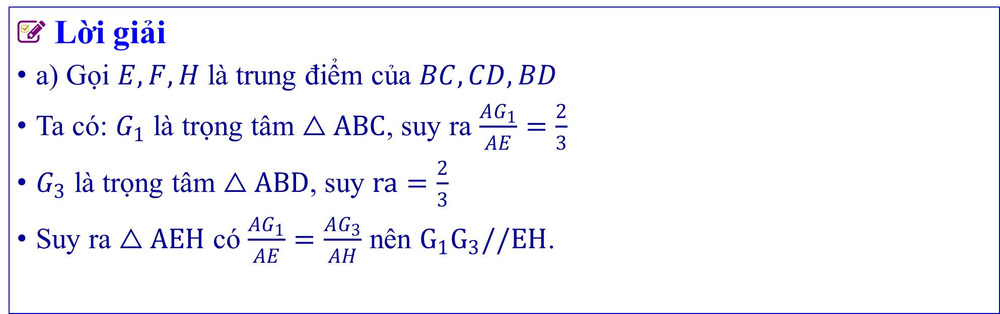 Lời giải
• a) Gọi E, F, H là trung điểm của BC, CD, BD
• Ta có: G₁ là trọng tâm △ ABC, suy ra AG₁/AE = 2/3
• G₃ là trọng tâm △ ABD, suy ra = 2/3
• Suy ra △ AEH có AG₁/AE = AG₃/AH nên G₁G₃//EH.